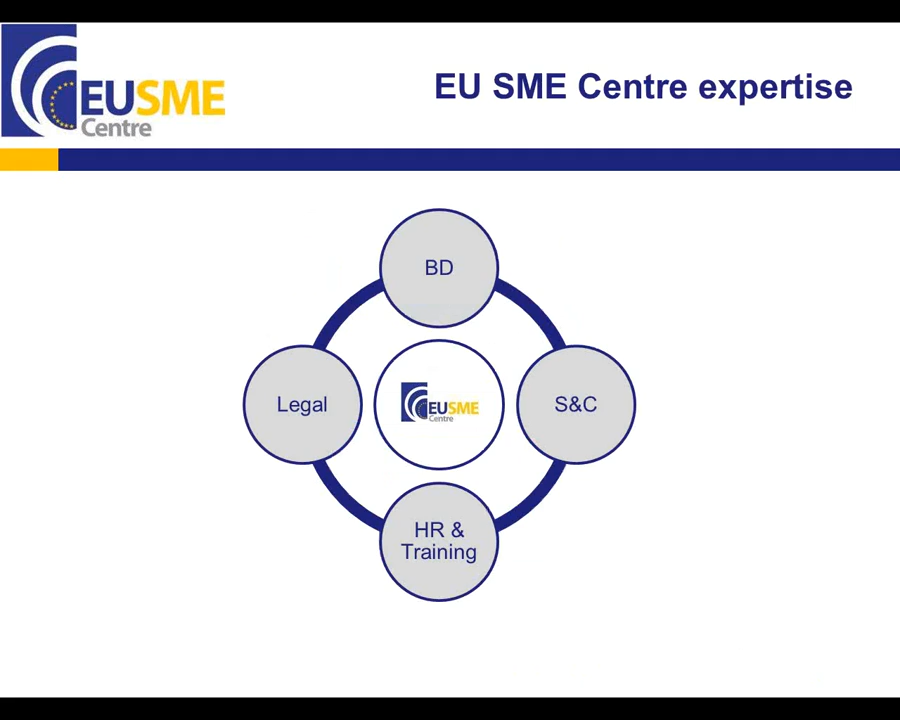 EUSME
Centre
EU SME Centre expertise
BD
Legal
EUSME
Centre
S&C
HR &
Training